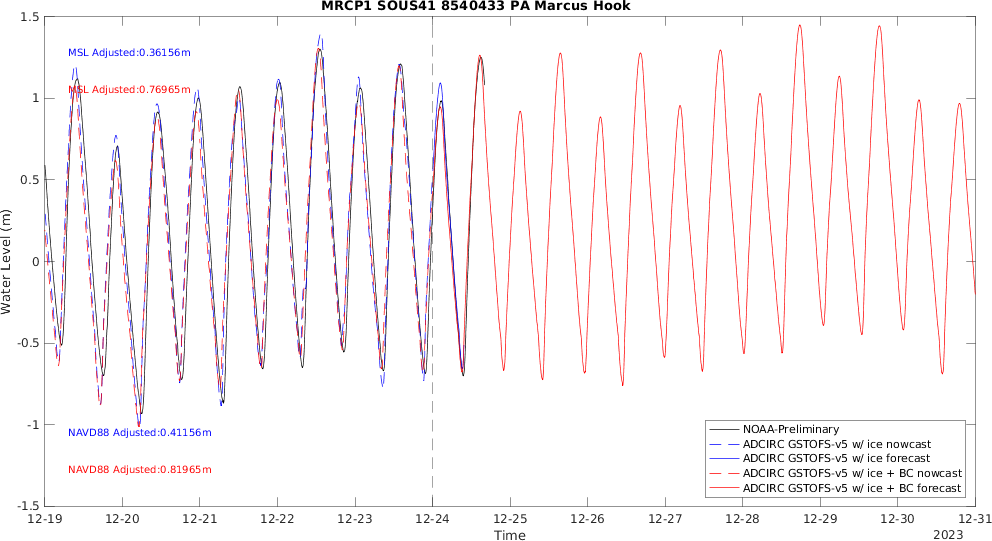 MRCP1 SOUS41 8540433 PA Marcus Hook
1.5
1
0.5
0
-0.5
-1
-1.5
Water Level (m)
MSL Adjusted:0.36156m
MSL Adjusted:0.76965m
NAVD88 Adjusted:0.41156m
NAVD88 Adjusted:0.81965m
NOAA-Preliminary
ADCIRC GSTOFS-v5 w/ ice nowcast
ADCIRC GSTOFS-v5 w/ ice forecast
ADCIRC GSTOFS-v5 w/ ice + BC nowcast
ADCIRC GSTOFS-v5 w/ ice + BC forecast
12-19 12-20 12-21 12-22 12-23 12-24 12-25 12-26 12-27 12-28 12-29 12-30 12-31
Time
2023